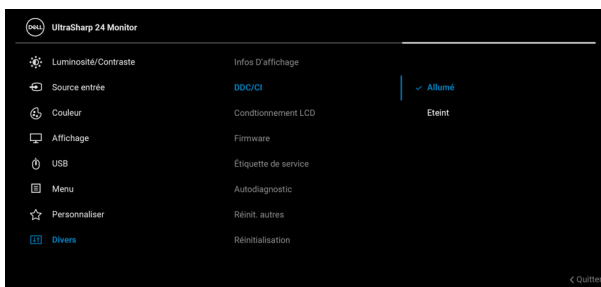 DELL UltraSharp 24 Monitor
Luminosité/Contraste
Source entrée
Couleur
Affichage
USB
Menu
Personnaliser
Divers
Infos D'affichage
DDC/CI
Condtionnement LCD
Firmware
Étiquette de service
Autodiagnostic
Réinit. autres
Réinitialisation
Allumé
Eteint
Quitter